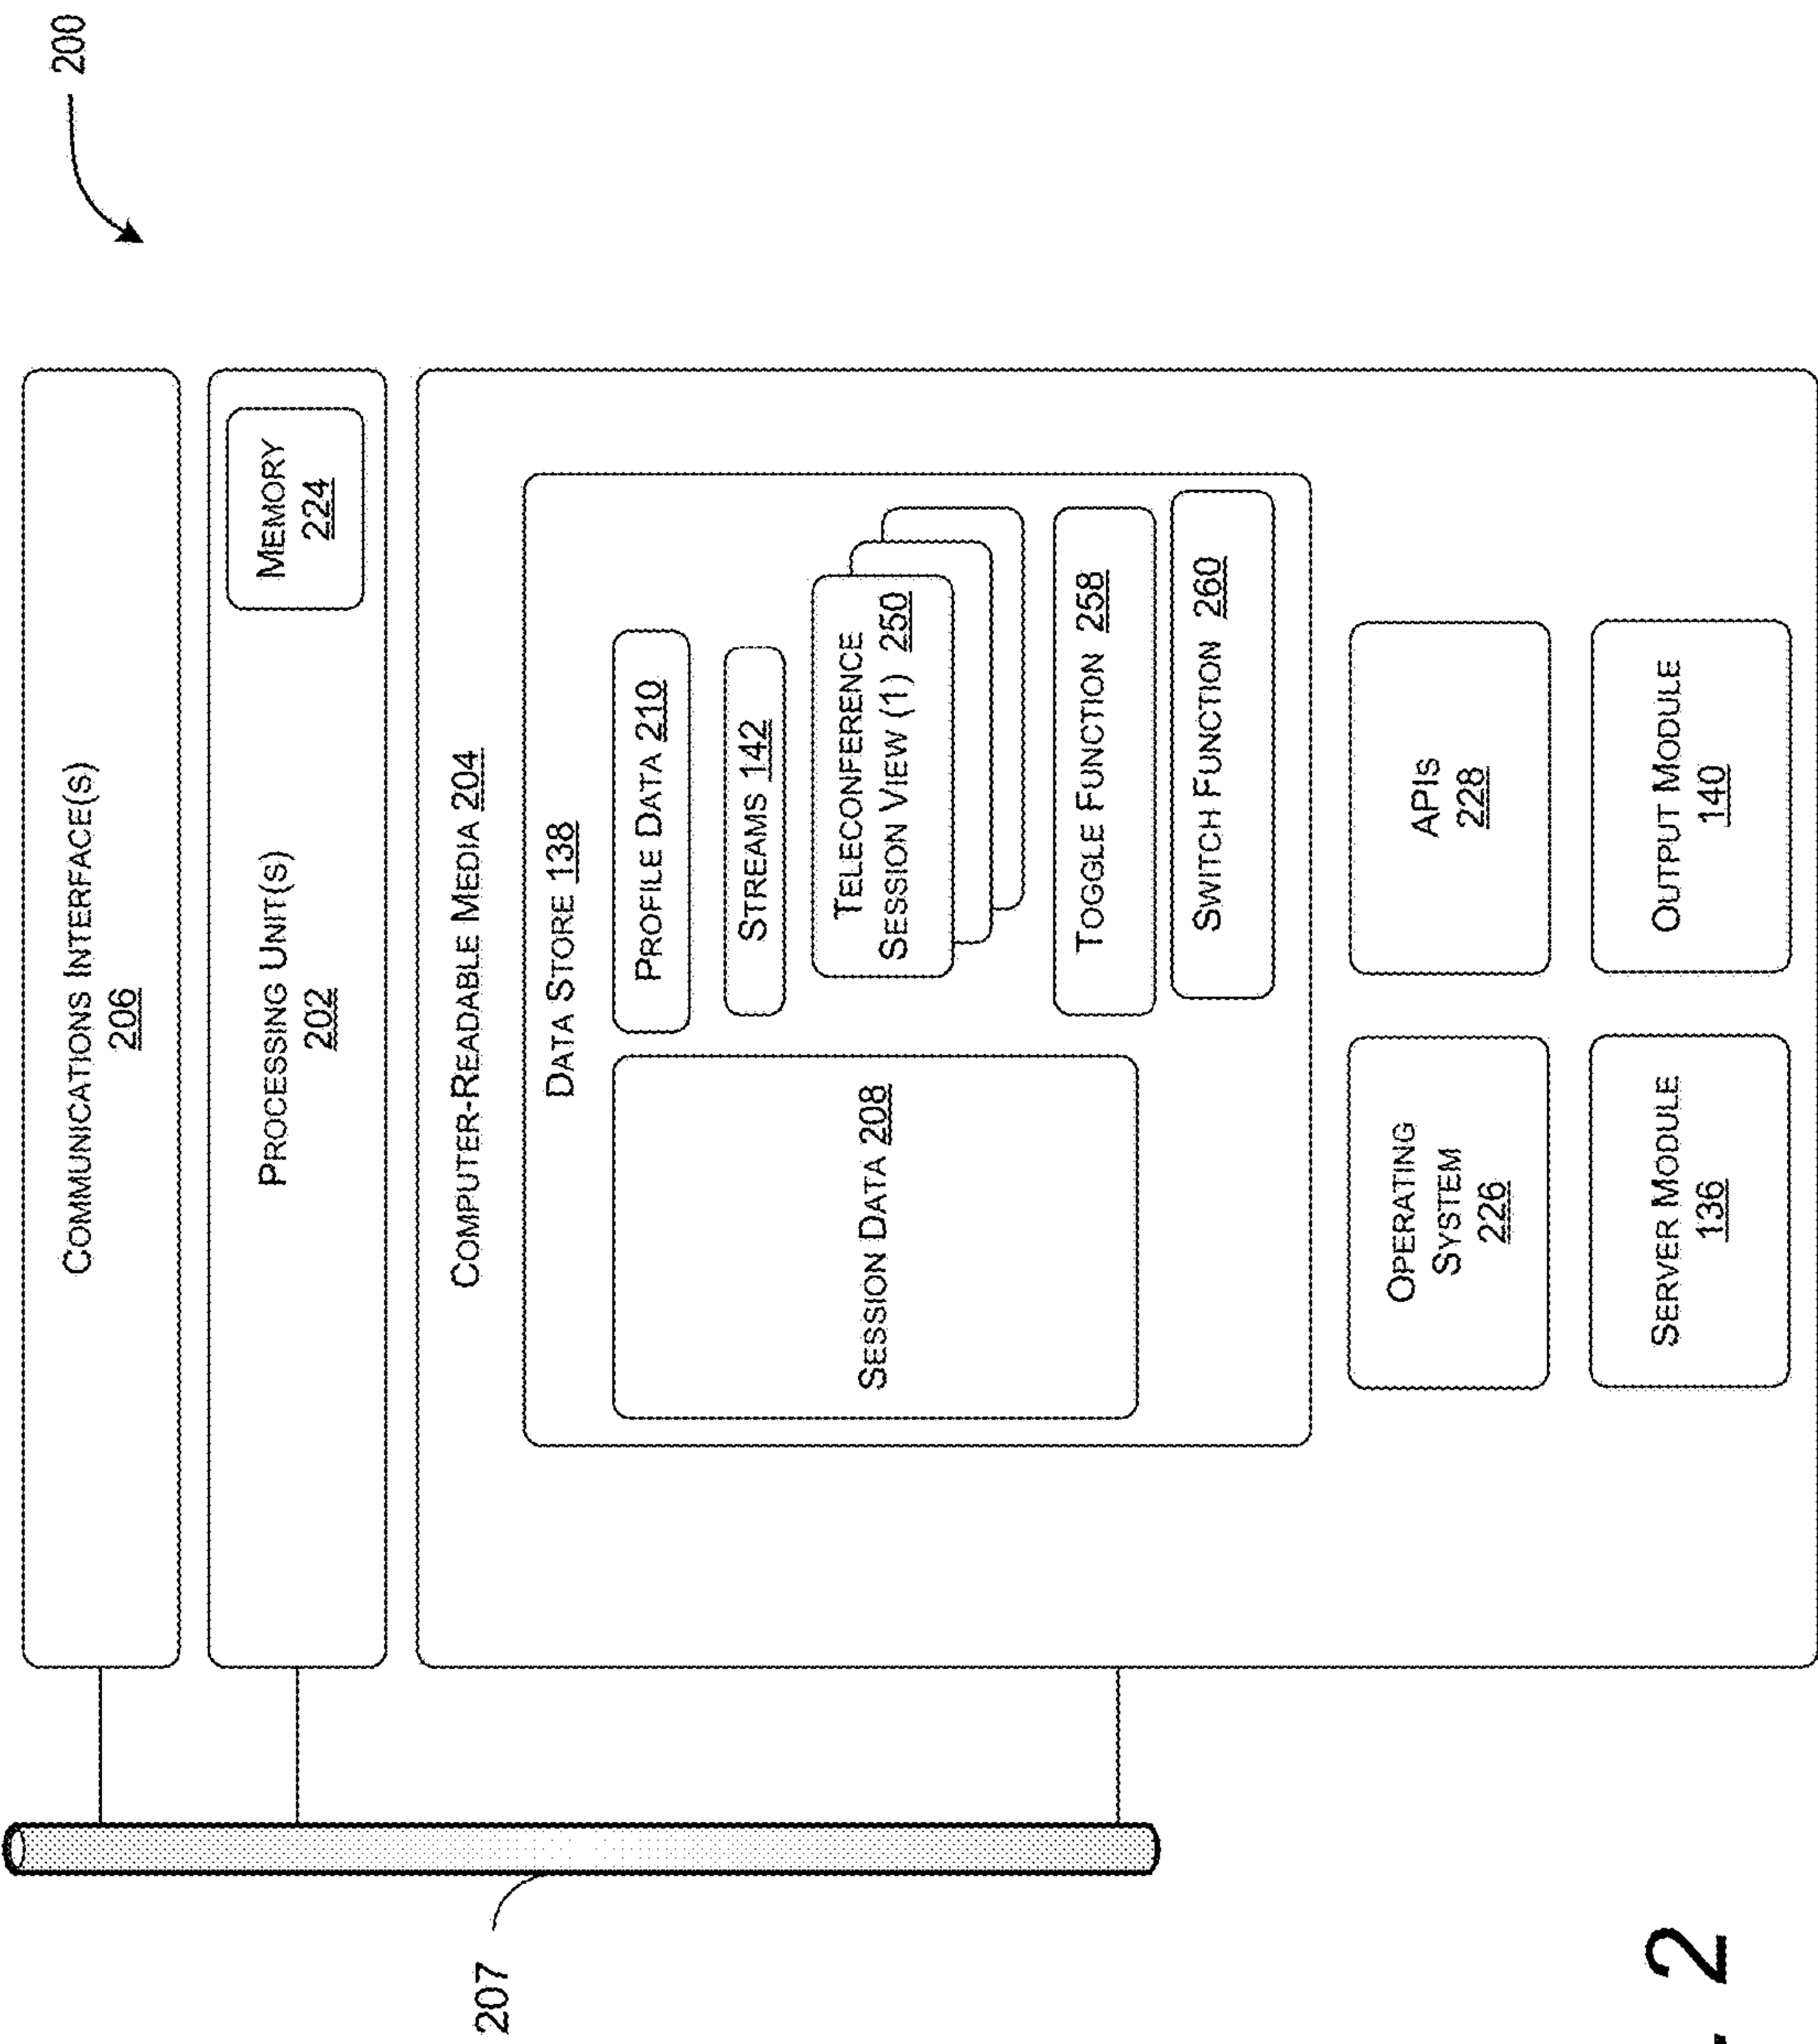 200
COMMUNICATIONS INTERFACE(S)
206
PROCESSING UNIT(S)
202
MEMORY
224
COMPUTER-READABLE MEDIA 204
DATA STORE 138
SESSION DATA 208
PROFILE DATA 210
STREAMS 142
TELECONFERENCE
SESSION VIEW (1) 250
TOGGLE FUNCTION 258
SWITCH FUNCTION 260
OPERATING
SYSTEM
226
APIS
228
SERVER MODULE
136
OUTPUT MODULE
140
207
2